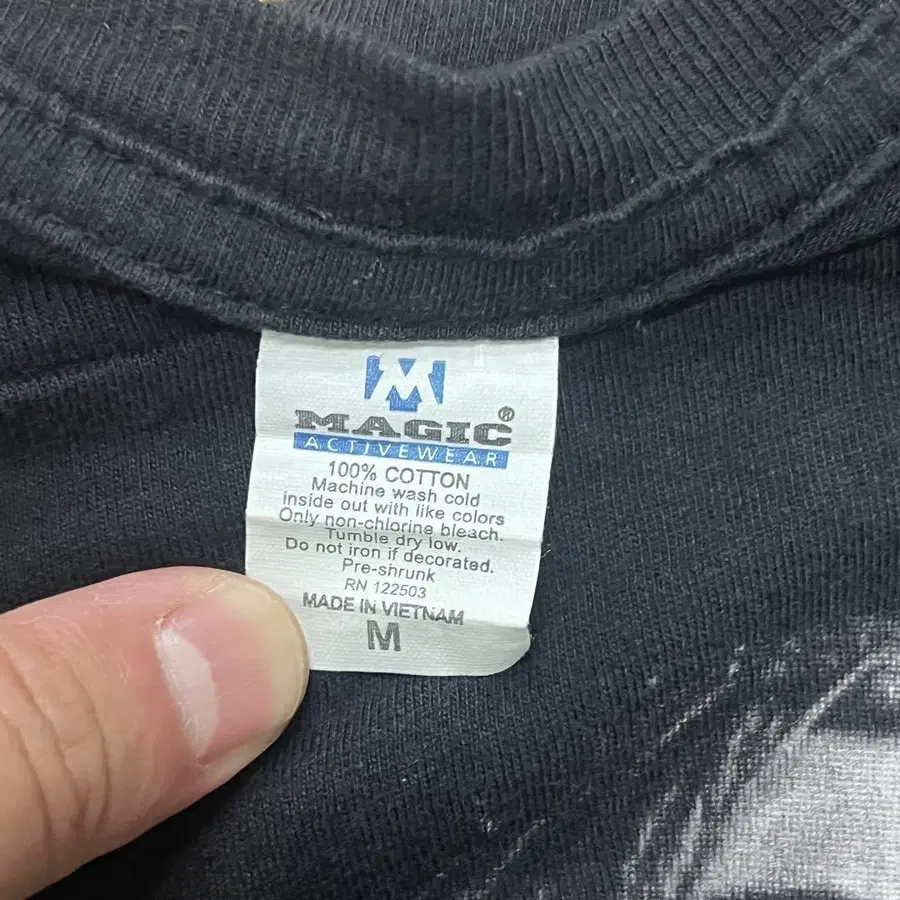 M
MAGIC®
ACTIVEWEAR
100% COTTON
Machine wash cold
inside out with like colors
Only non-chlorine bleach.
Tumble dry low.
Do not iron if decorated.
Pre-shrunk
RN 122503
MADE IN VIETNAM
M